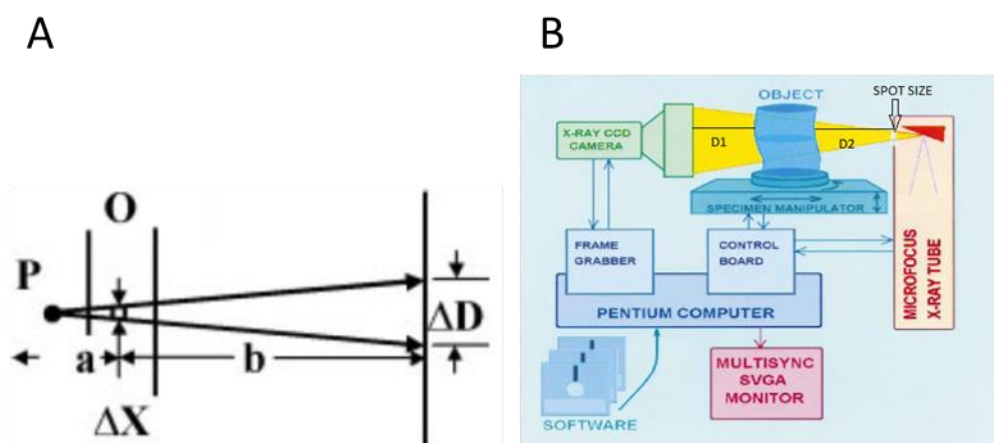 A
O
P
a
b
ΔD
ΔX
B
SPOT SIZE
OBJECT
X-RAY CCD
CAMERA
D1
D2
SPECIMEN MANIPULATOR
FRAME
GRABBER
CONTROL
BOARD
MICROFOCUS
X-RAY TUBE
PENTIUM COMPUTER
MULTISYNC
SVGA
MONITOR
SOFTWARE